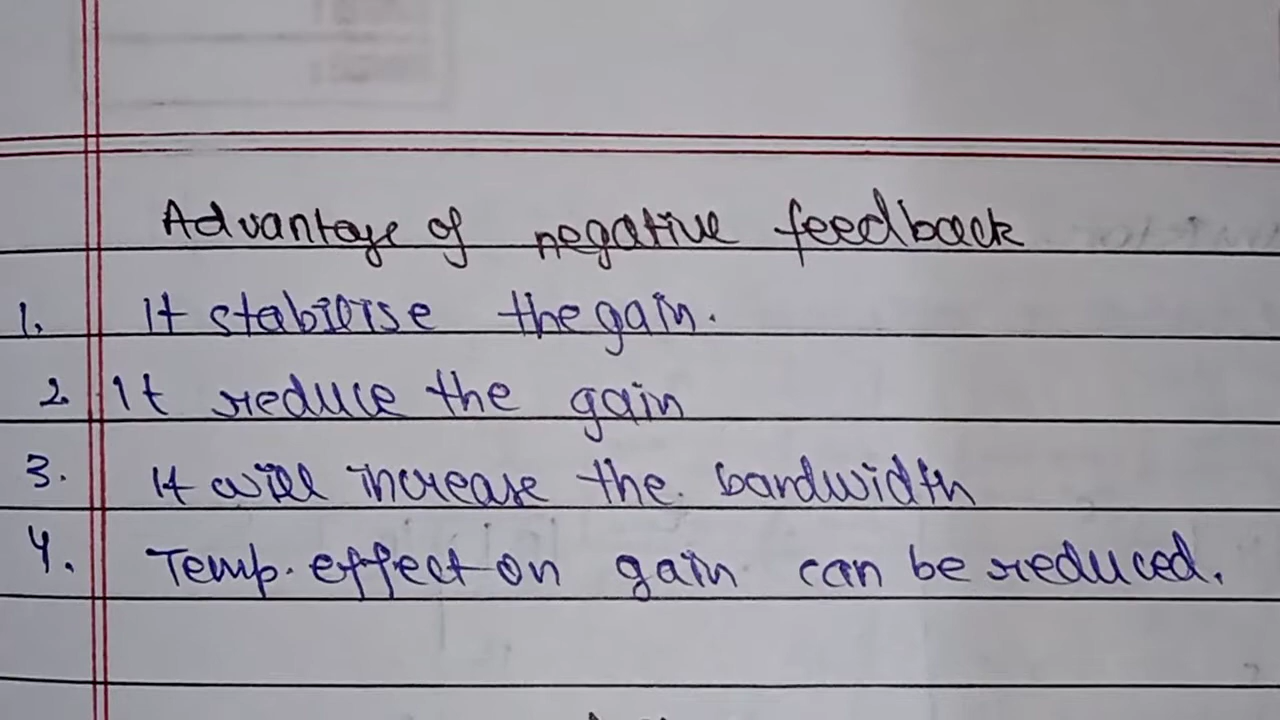 Advantage of negative feedback
1. It stabilise the gain.
2. It reduce the gain
3. It will increase the bandwidth
4. Temp. effect on gain can be reduced.